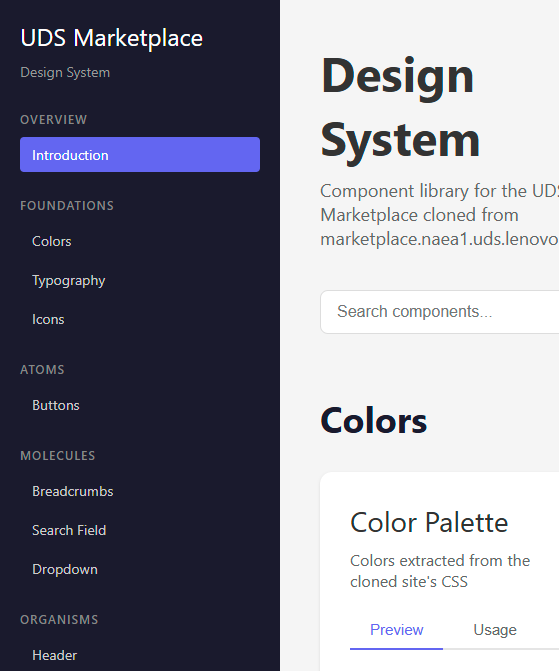 UDS Marketplace
Design System
OVERVIEW
Introduction
FOUNDATIONS
Colors
Typography
Icons
ATOMS
Buttons
MOLECULES
Breadcrumbs
Search Field
Dropdown
ORGANISMS
Header
Design
System
Component library for the UDS
Marketplace cloned from
marketplace.naea1.uds.lenovo
Search components...
Colors
Color Palette
Colors extracted from the
cloned site's CSS
Preview Usage